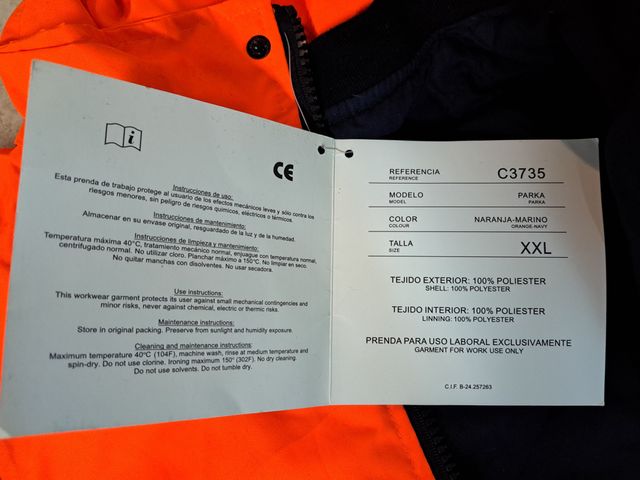 i
CE
Instrucciones de uso:
Esta prenda de trabajo protege al usuario de los efectos mecánicos leves y sólo contra los
riesgos menores, sin peligro de riesgos químicos, eléctricos o térmicos.
Instrucciones de mantenimiento:
Almacenar en su envase original, resguardado de la luz y de la humedad.
Instrucciones de limpieza y mantenimiento:
Temperatura máxima 40°C, tratamiento mecánico normal, enjuague con temperatura normal,
centrifugado normal. No utilizar cloro. Planchar máximo a 150°C. No limpiar en seco.
No quitar manchas con disolventes. No usar secadora.
Use instructions:
This workwear garment protects its user against small mechanical contingencies and
minor risks, never against chemical, electric or thermic risks.
Maintenance instructions:
Store in original packing. Preserve from sunlight and humidity exposure.
Cleaning and maintenance instructions:
Maximum temperature 40ºC (104F), machine wash, rinse at medium temperature and
spin-dry. Do not use clorine. Ironing maximum 150° (302F). No dry cleaning.
Do not use solvents. Do not tumble dry.
REFERENCIA C3735
REFERENCE
MODELO PARKA
MODEL PARKA
COLOR NARANJA-MARINO
COLOUR ORANGE-NAVY
TALLA XXL
SIZE
TEJIDO EXTERIOR: 100% POLIESTER
SHELL: 100% POLYESTER
TEJIDO INTERIOR: 100% POLIESTER
LINNING: 100% POLYESTER
PRENDA PARA USO LABORAL EXCLUSIVAMENTE
GARMENT FOR WORK USE ONLY
C.I.F. B-24.257263